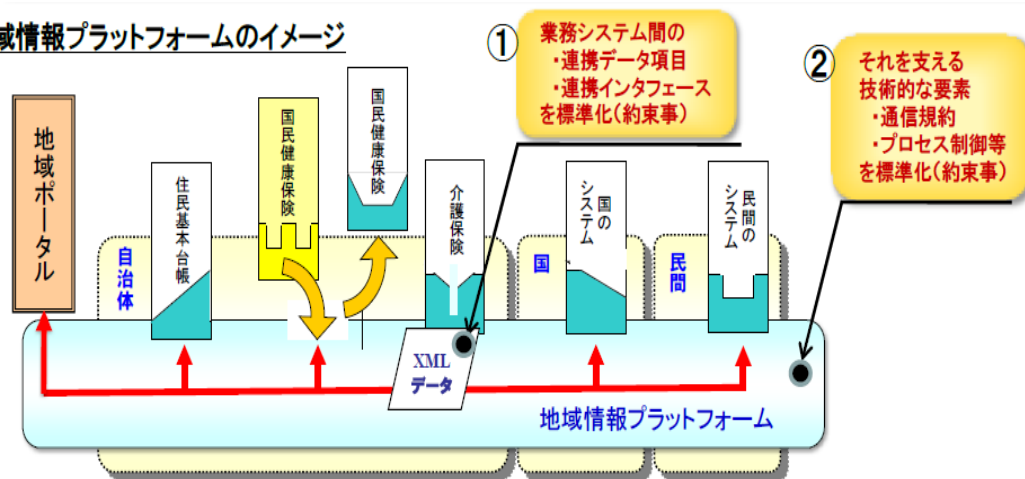 域情報プラットフォームのイメージ
①
業務システム間の
・連携データ項目
・連携インタフェース
を標準化(約束事)
②
それを支える
技術的な要素
・通信規約
・プロセス制御等
を標準化(約束事)
地域ポータル
自治体
住民基本台帳
国民健康保険
国民健康保険
介護保険
国
国の
システム
民間
民間の
システム
XML
データ
地域情報プラットフォーム